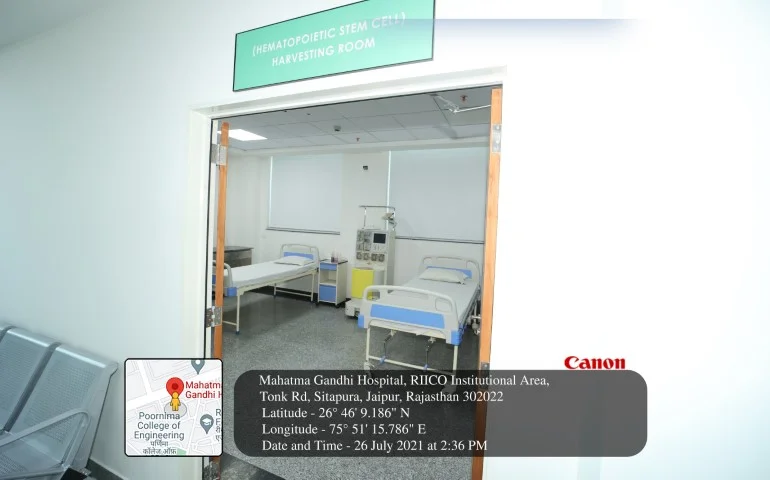 (HEMATOPOIETIC STEM CELL)
HARVESTING ROOM
Canon
Mahatma Gandhi Hospital, RIICO Institutional Area,
Tonk Rd, Sitapura, Jaipur, Rajasthan 302022
Latitude - 26° 46' 9.186" N
Longitude - 75° 51' 15.786" E
Date and Time - 26 July 2021 at 2:36 PM
Mahatm
Gandhi H
Poornima
College of
Engineering
पूर्णिमा
कॉलेज ऑफ़